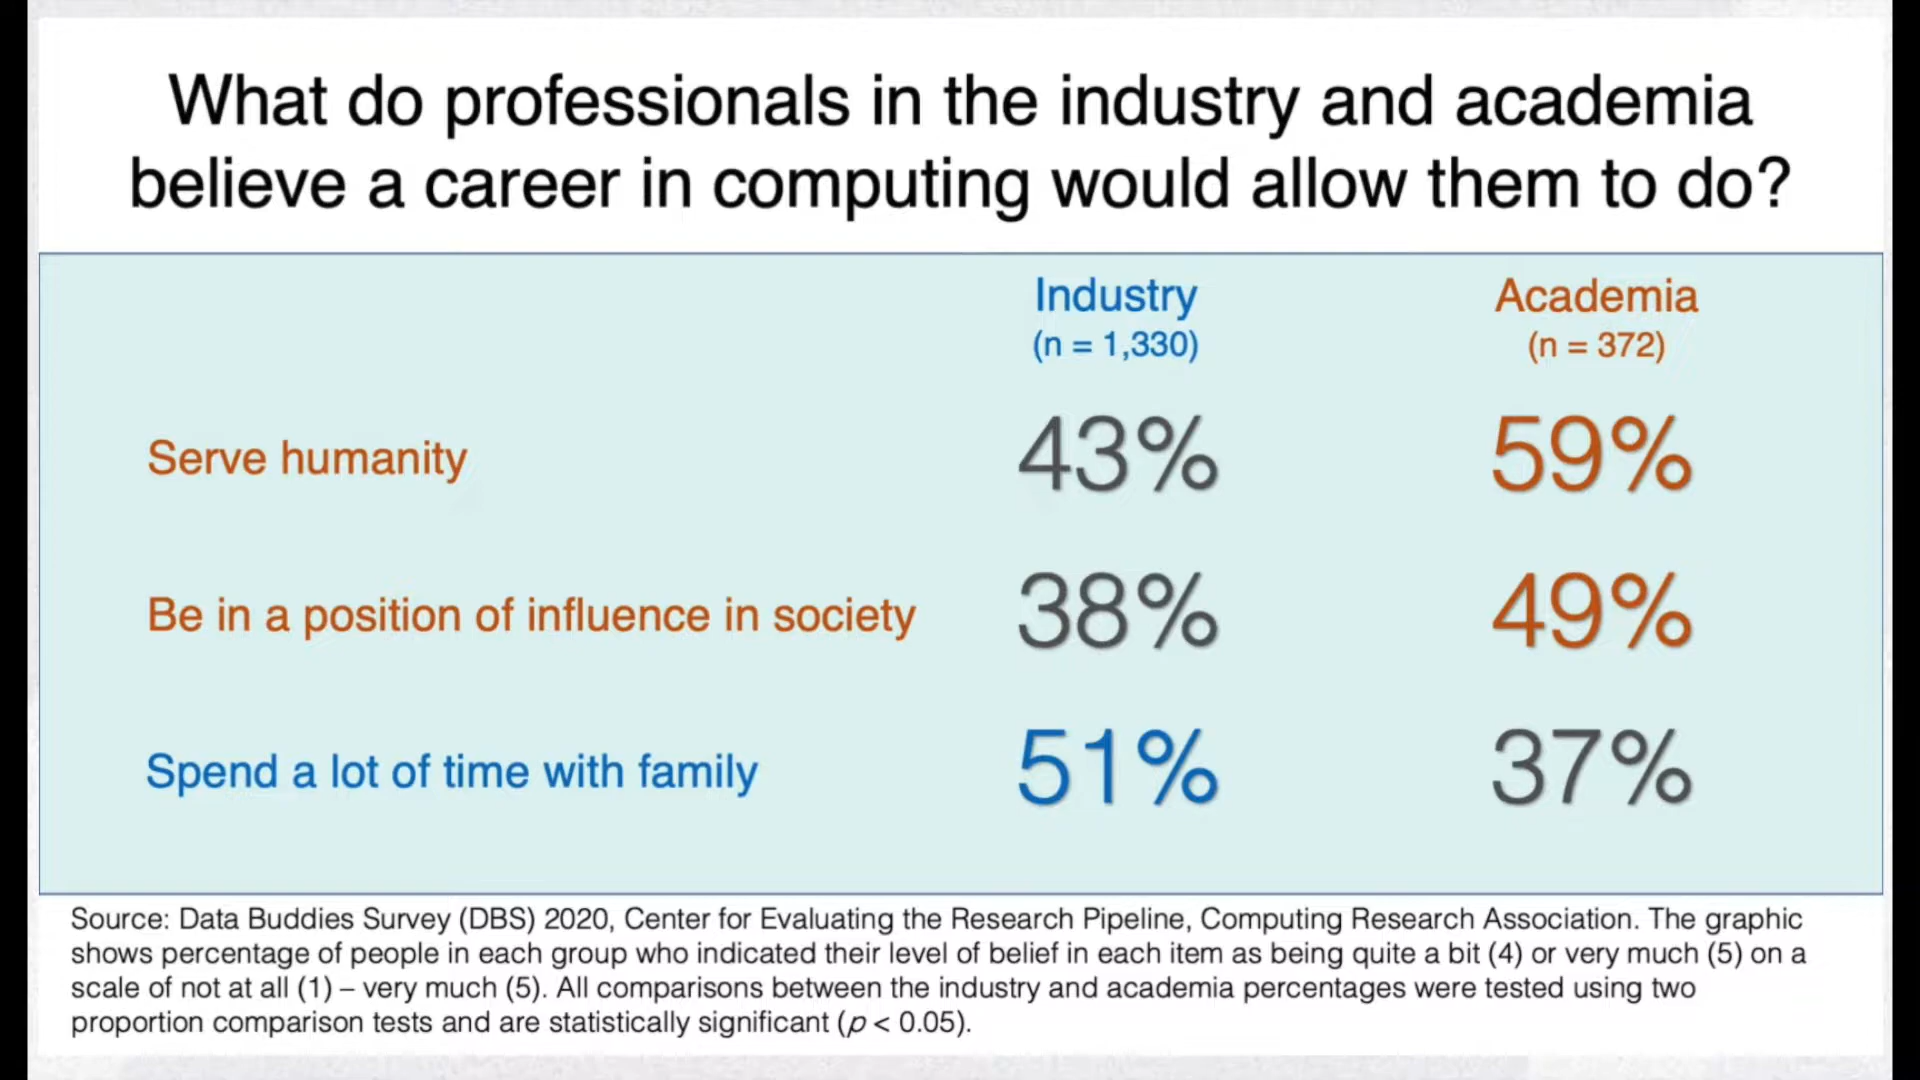 What do professionals in the industry and academia
believe a career in computing would allow them to do?
Industry Academia
(n = 1,330) (n = 372)
Serve humanity 43% 59%
Be in a position of influence in society 38% 49%
Spend a lot of time with family 51% 37%
Source: Data Buddies Survey (DBS) 2020, Center for Evaluating the Research Pipeline, Computing Research Association. The graphic
shows percentage of people in each group who indicated their level of belief in each item as being quite a bit (4) or very much (5) on a
scale of not at all (1) – very much (5). All comparisons between the industry and academia percentages were tested using two
proportion comparison tests and are statistically significant (p < 0.05).